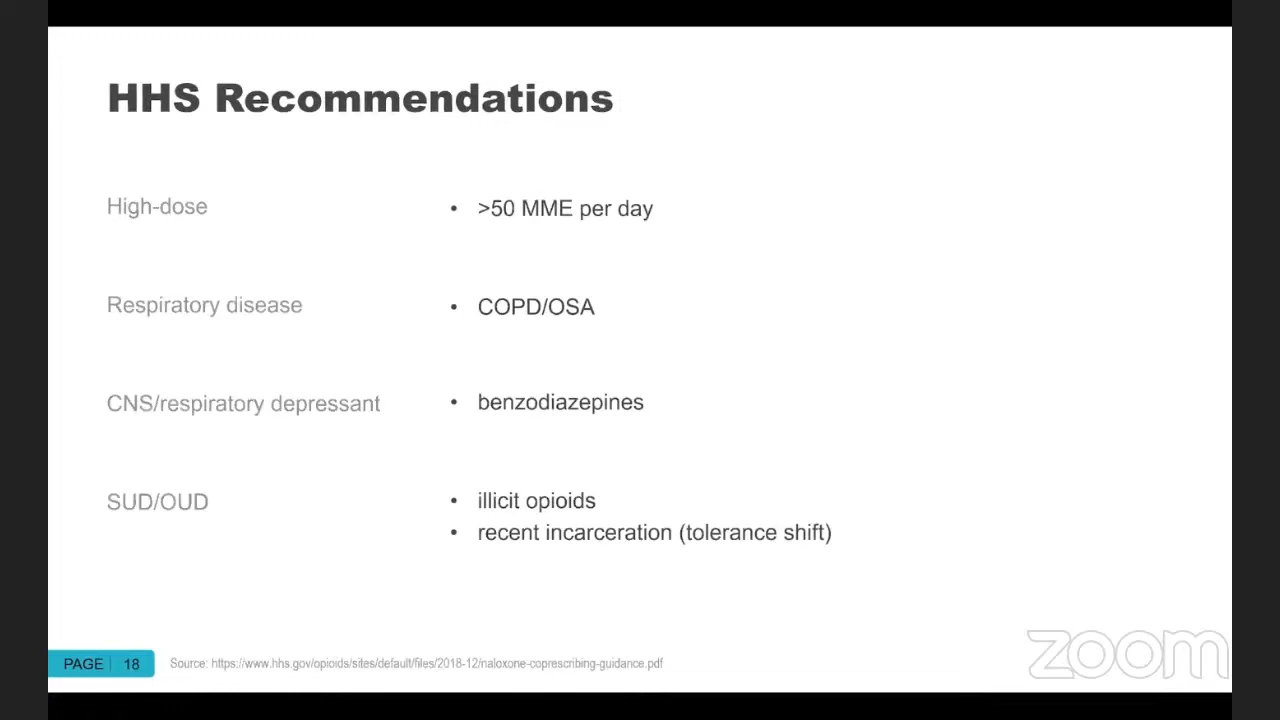 HHS Recommendations
High-dose
• >50 MME per day
Respiratory disease
• COPD/OSA
CNS/respiratory depressant
• benzodiazepines
SUD/OUD
• illicit opioids
• recent incarceration (tolerance shift)
PAGE | 18
Source: https://www.hhs.gov/opioids/sites/default/files/2018-12/naloxone-coprescribing-guidance.pdf
zoom